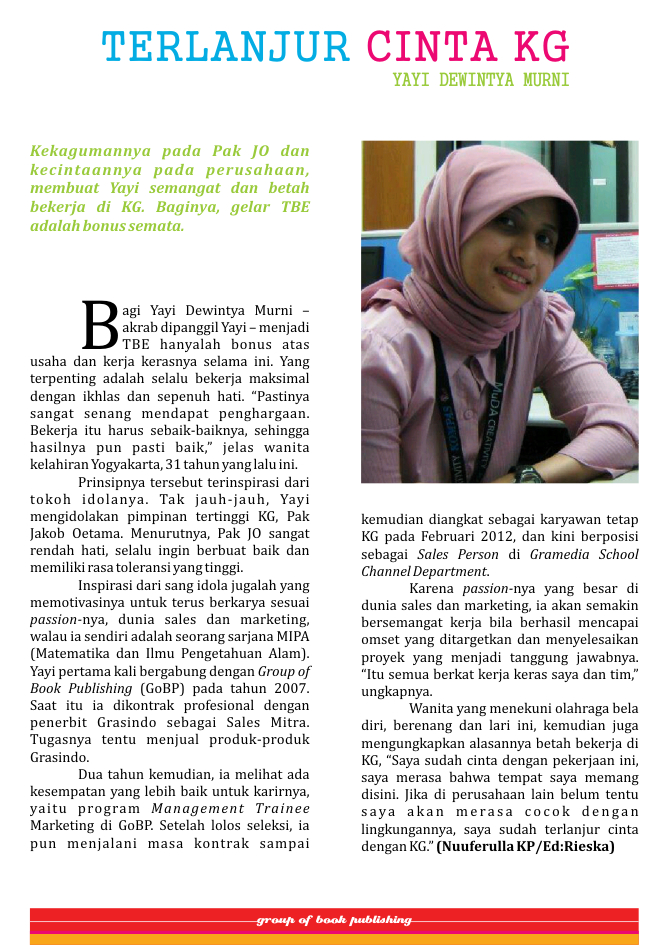 TERLANJUR CINTA KG
YAYI DEWINTYA MURNI
Kekagumannya pada Pak JO dan
kecintaannya pada perusahaan,
membuat Yayi semangat dan betah
bekerja di KG. Baginya, gelar TBE
adalah bonus semata.
Bagi Yayi Dewintya Murni –
akrab dipanggil Yayi – menjadi
TBE hanyalah bonus atas
usaha dan kerja kerasnya selama ini. Yang
terpenting adalah selalu bekerja maksimal
dengan ikhlas dan sepenuh hati. “Pastinya
sangat senang mendapat penghargaan.
Bekerja itu harus sebaik-baiknya, sehingga
hasilnya pun pasti baik,” jelas wanita
kelahiran Yogyakarta, 31 tahun yang lalu ini.
Prinsipnya tersebut terinspirasi dari
tokoh idolanya. Tak jauh-jauh, Yayi
mengidolakan pimpinan tertinggi KG, Pak
Jakob Oetama. Menurutnya, Pak JO sangat
rendah hati, selalu ingin berbuat baik dan
memiliki rasa toleransi yang tinggi.
Inspirasi dari sang idola jugalah yang
memotivasinya untuk terus berkarya sesuai
passion-nya, dunia sales dan marketing,
walau ia sendiri adalah seorang sarjana MIPA
(Matematika dan Ilmu Pengetahuan Alam).
Yayi pertama kali bergabung dengan Group of
Book Publishing (GoBP) pada tahun 2007.
Saat itu ia dikontrak profesional dengan
penerbit Grasindo sebagai Sales Mitra.
Tugasnya tentu menjual produk-produk
Grasindo.
Dua tahun kemudian, ia melihat ada
kesempatan yang lebih baik untuk karirnya,
yaitu program Management Trainee
Marketing di GoBP. Setelah lolos seleksi, ia
pun menjalani masa kontrak sampai
MuDA CREATIVITY
kemudian diangkat sebagai karyawan tetap
KG pada Februari 2012, dan kini berposisi
sebagai Sales Person di Gramedia School
Channel Department.
Karena passion-nya yang besar di
dunia sales dan marketing, ia akan semakin
bersemangat kerja bila berhasil mencapai
omset yang ditargetkan dan menyelesaikan
proyek yang menjadi tanggung jawabnya.
“Itu semua berkat kerja keras saya dan tim,”
ungkapnya.
Wanita yang menekuni olahraga bela
diri, berenang dan lari ini, kemudian juga
mengungkapkan alasannya betah bekerja di
KG, “Saya sudah cinta dengan pekerjaan ini,
saya merasa bahwa tempat saya memang
disini. Jika di perusahaan lain belum tentu
saya akan merasa cocok dengan
lingkungannya, saya sudah terlanjur cinta
dengan KG.” (Nuuferulla KP/Ed:Rieska)
group of book publishing